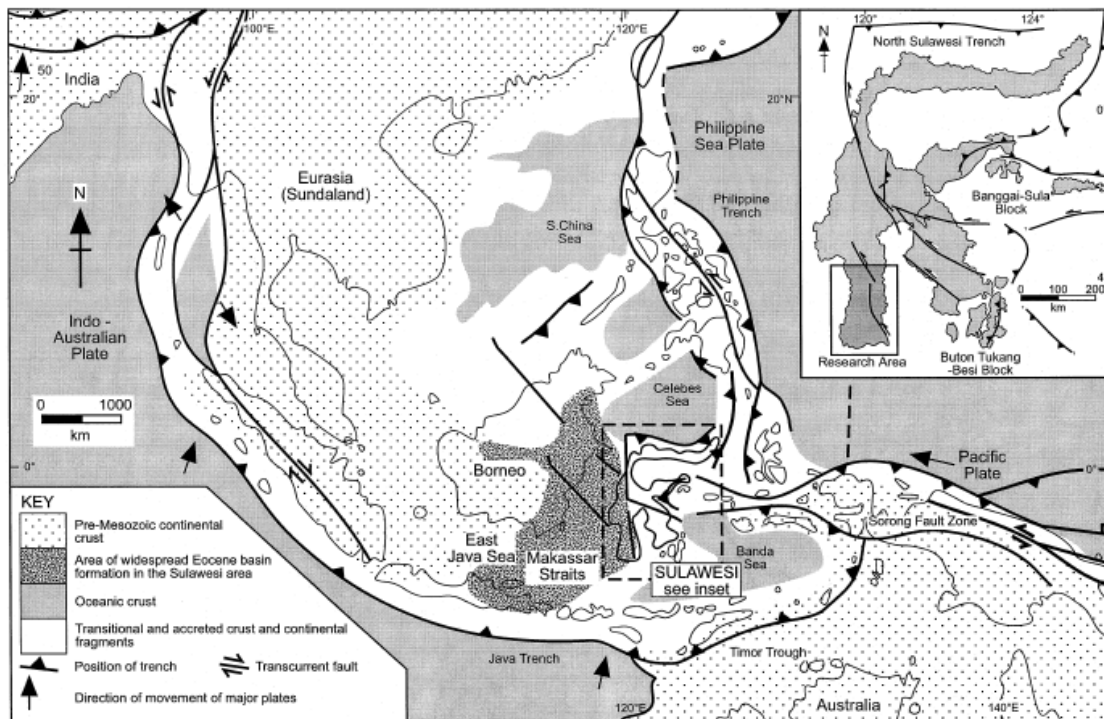 100°E.
120°E
50
20°
India
20°N
Philippine
Sea Plate
Eurasia
(Sundaland)
N
Philippine
Trench
S.China
Sea
Indo -
Australian
Plate
0 1000
km
Celebes
Sea
0°
Borneo
Pacific
Plate
0°
East
Java Sea
Makassar
Straits
Sorong Fault Zone
Banda
Sea
SULAWESI
see inset
Java Trench
Timor Trough
120°E
Australia
140°E
KEY
Pre-Mesozoic continental
crust
Area of widespread Eocene basin
formation in the Sulawesi area
Oceanic crust
Transitional and accreted crust and continental
fragments
Position of trench
Transcurrent fault
Direction of movement of major plates
120°
124°
N
North Sulawesi Trench
0°
Banggai-Sula
Block
4
0 100 200
km
Research Area
Buton Tukang
-Besi Block